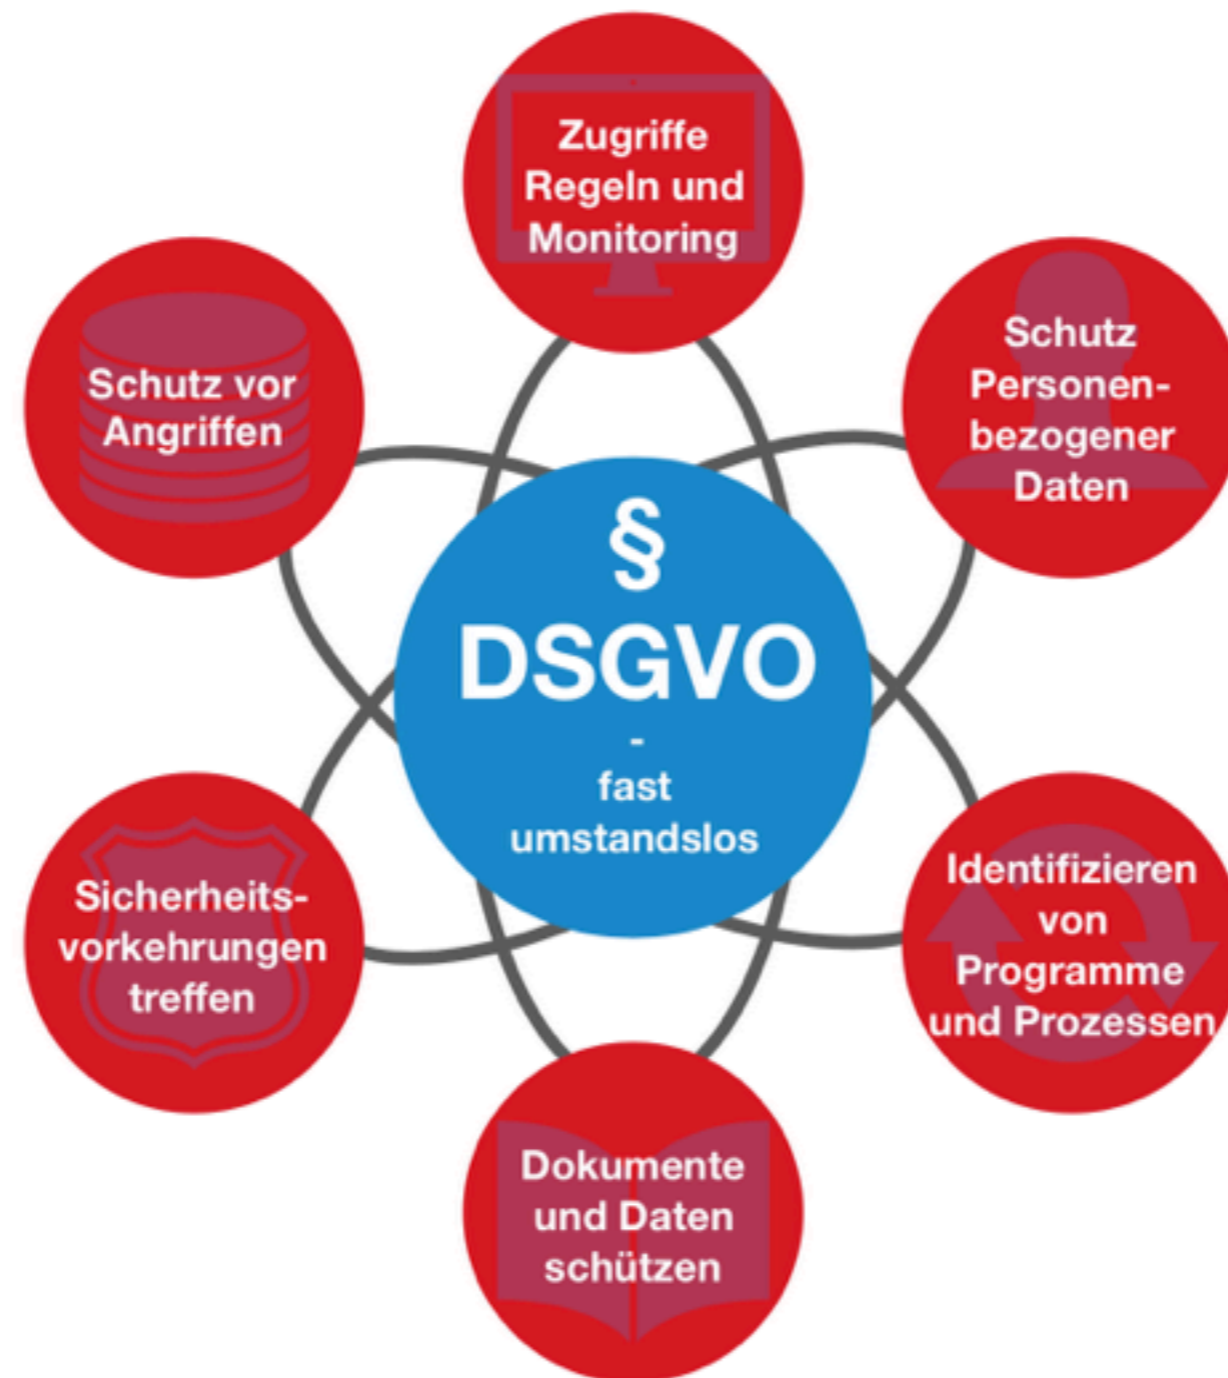 Zugriffe
Regeln und
Monitoring
Schutz vor
Angriffen
Schutz
Personen-
bezogener
Daten
§
DSGVO
-
fast
umstandslos
Sicherheits-
vorkehrungen
treffen
Identifizieren
von
Programme
und Prozessen
Dokumente
und Daten
schützen